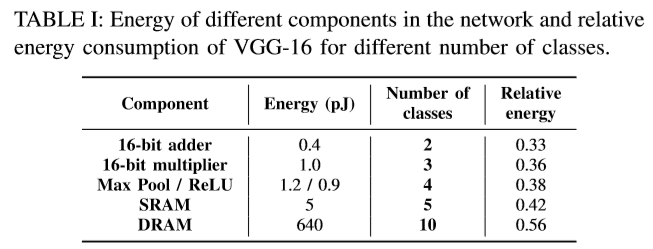 TABLE I: Energy of different components in the network and relative
energy consumption of VGG-16 for different number of classes.
Component Energy (pJ) Number of classes Relative energy
16-bit adder 0.4 2 0.33
16-bit multiplier 1.0 3 0.36
Max Pool / ReLU 1.2 / 0.9 4 0.38
SRAM 5 5 0.42
DRAM 640 10 0.56